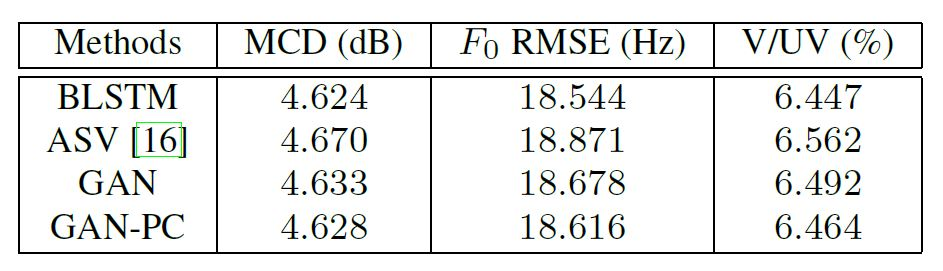 Methods MCD (dB) F0 RMSE (Hz) V/UV (%)
BLSTM 4.624 18.544 6.447
ASV [16] 4.670 18.871 6.562
GAN 4.633 18.678 6.492
GAN-PC 4.628 18.616 6.464